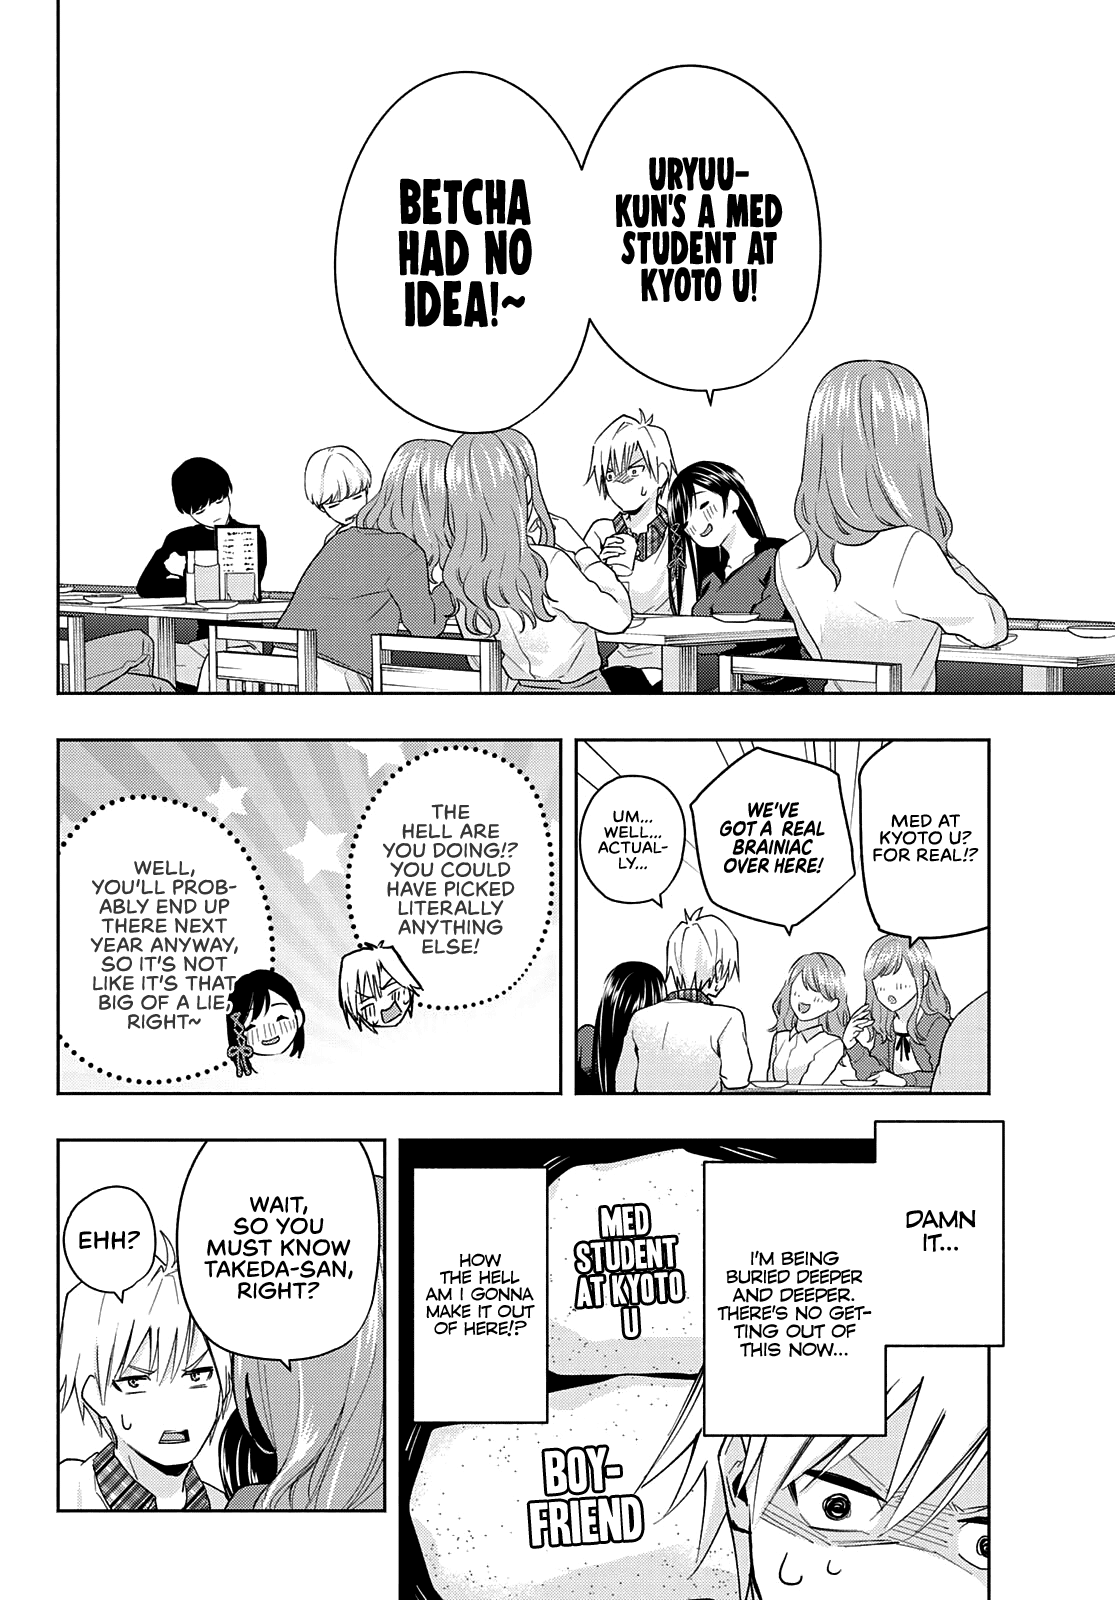 URYUU-
KUN'S A MED
STUDENT AT
KYOTO U!
BETCHA
HAD NO
IDEA!~
MED AT
KYOTO U?
FOR REAL!?
WE'VE
GOT A REAL
BRAINIAC
OVER HERE!
UM...
WELL...
ACTUAL-
LY...
THE
HELL ARE
YOU DOING!?
YOU COULD
HAVE PICKED
LITERALLY
ANYTHING
ELSE!
WELL,
YOU'LL PROB-
ABLY END UP
THERE NEXT
YEAR ANYWAY,
SO IT'S NOT
LIKE IT'S THAT
BIG OF A LIE,
RIGHT~
DAMN
IT...
I'M BEING
BURIED DEEPER
AND DEEPER.
THERE'S NO GET-
TING OUT OF
THIS NOW...
MED
STUDENT
AT KYOTO
U
BOY-
FRIEND
HOW
THE HELL
AM I GONNA
MAKE IT OUT
OF HERE!?
WAIT,
SO YOU
MUST KNOW
TAKEDA-SAN,
RIGHT?
EHH?